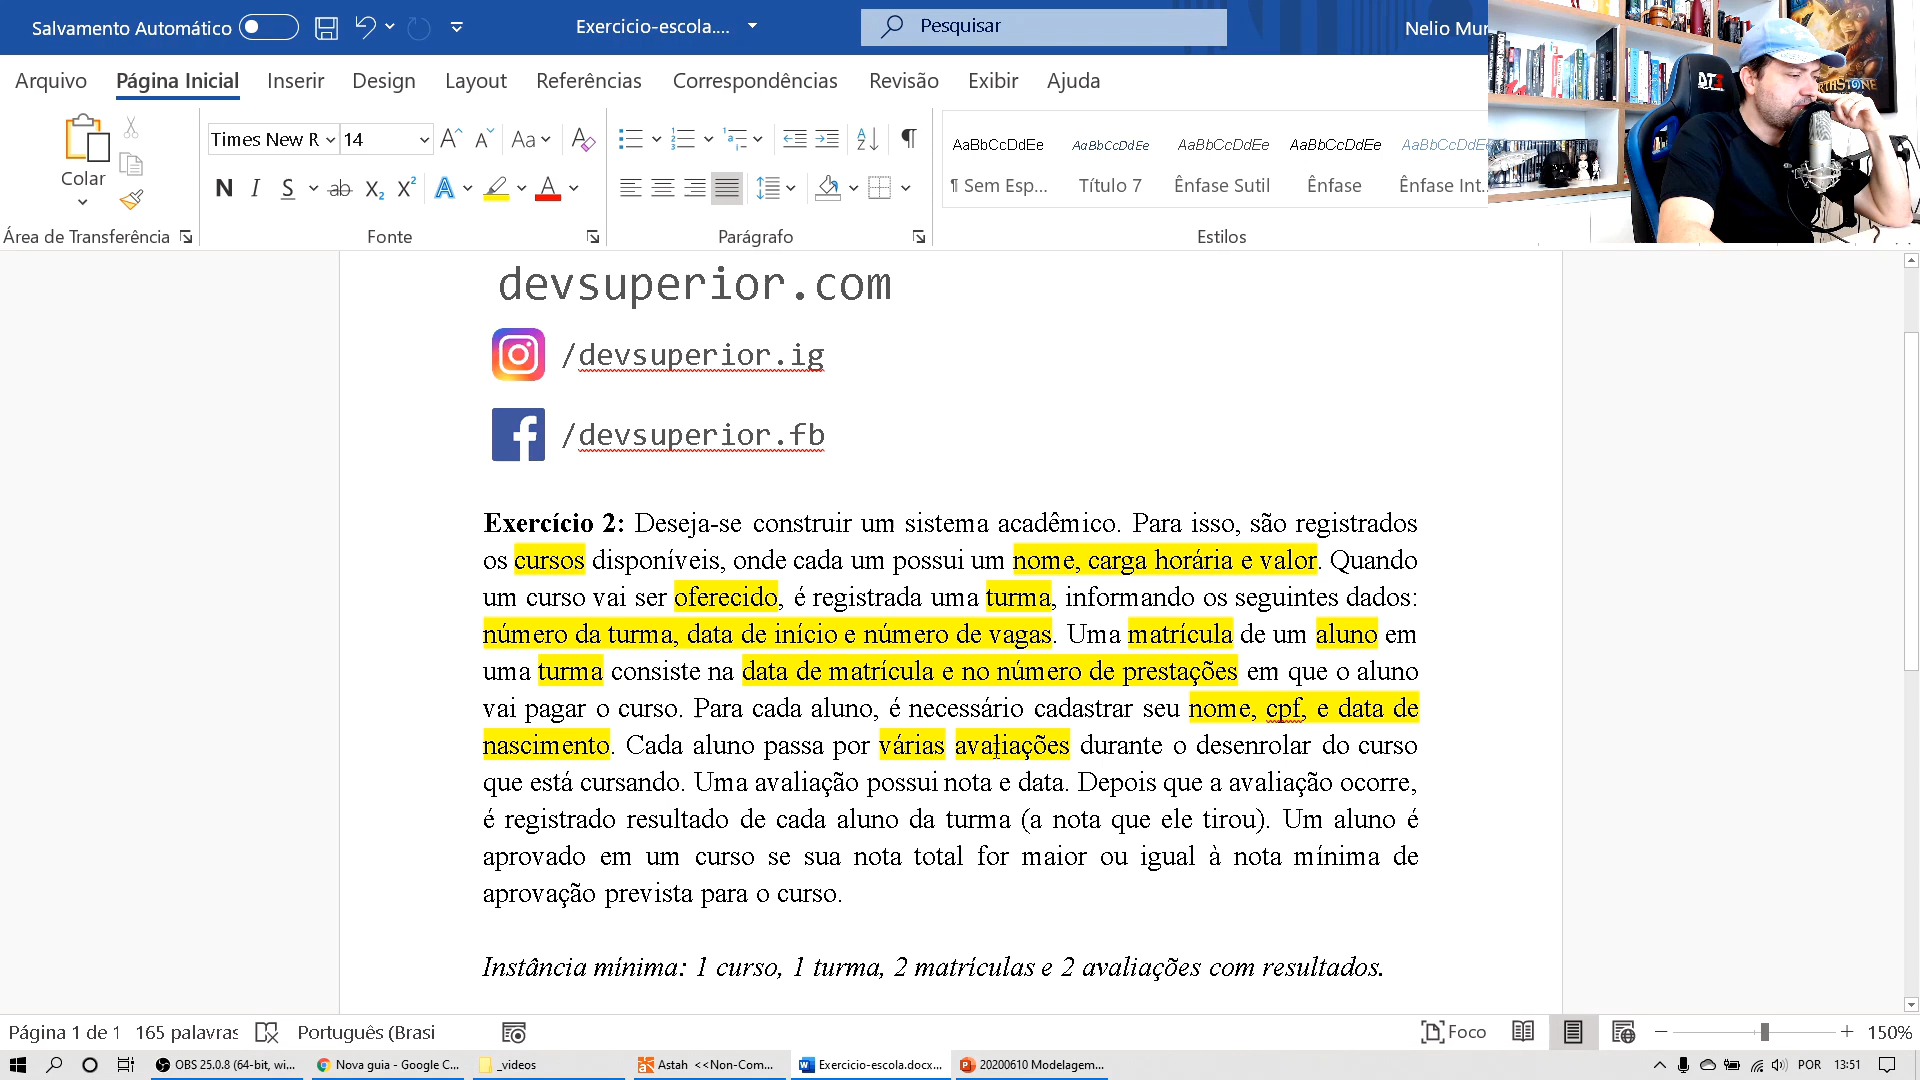 Salvamento Automático
Exercicio-escola....
Pesquisar
Nelio Mur
Arquivo
Página Inicial
Inserir
Design
Layout
Referências
Correspondências
Revisão
Exibir
Ajuda
Colar
Times New R
14
Aa
N I S ab X₂ X² A A
AaBbCcDdEe
AaBbCcDdEe
AaBbCcDdEe
AaBbCcDdEe
AaBbCcDdEe
¶ Sem Esp...
Título 7
Ênfase Sutil
Ênfase
Ênfase Int...
Área de Transferência
Fonte
Parágrafo
Estilos
devsuperior.com
/devsuperior.ig
/devsuperior.fb
Exercício 2: Deseja-se construir um sistema acadêmico. Para isso, são registrados
os cursos disponíveis, onde cada um possui um nome, carga horária e valor. Quando
um curso vai ser oferecido, é registrada uma turma, informando os seguintes dados:
número da turma, data de início e número de vagas. Uma matrícula de um aluno em
uma turma consiste na data de matrícula e no número de prestações em que o aluno
vai pagar o curso. Para cada aluno, é necessário cadastrar seu nome, cpf, e data de
nascimento. Cada aluno passa por várias avaliações durante o desenrolar do curso
que está cursando. Uma avaliação possui nota e data. Depois que a avaliação ocorre,
é registrado resultado de cada aluno da turma (a nota que ele tirou). Um aluno é
aprovado em um curso se sua nota total for maior ou igual à nota mínima de
aprovação prevista para o curso.
Instância mínima: 1 curso, 1 turma, 2 matrículas e 2 avaliações com resultados.
Página 1 de 1
165 palavras
Português (Brasi
Foco
150%
OBS 25.0.8 (64-bit, wi...
Nova guia - Google C...
_videos
Astah <<Non-Com...
Exercicio-escola.docx...
20200610 Modelagem...
POR
13:51